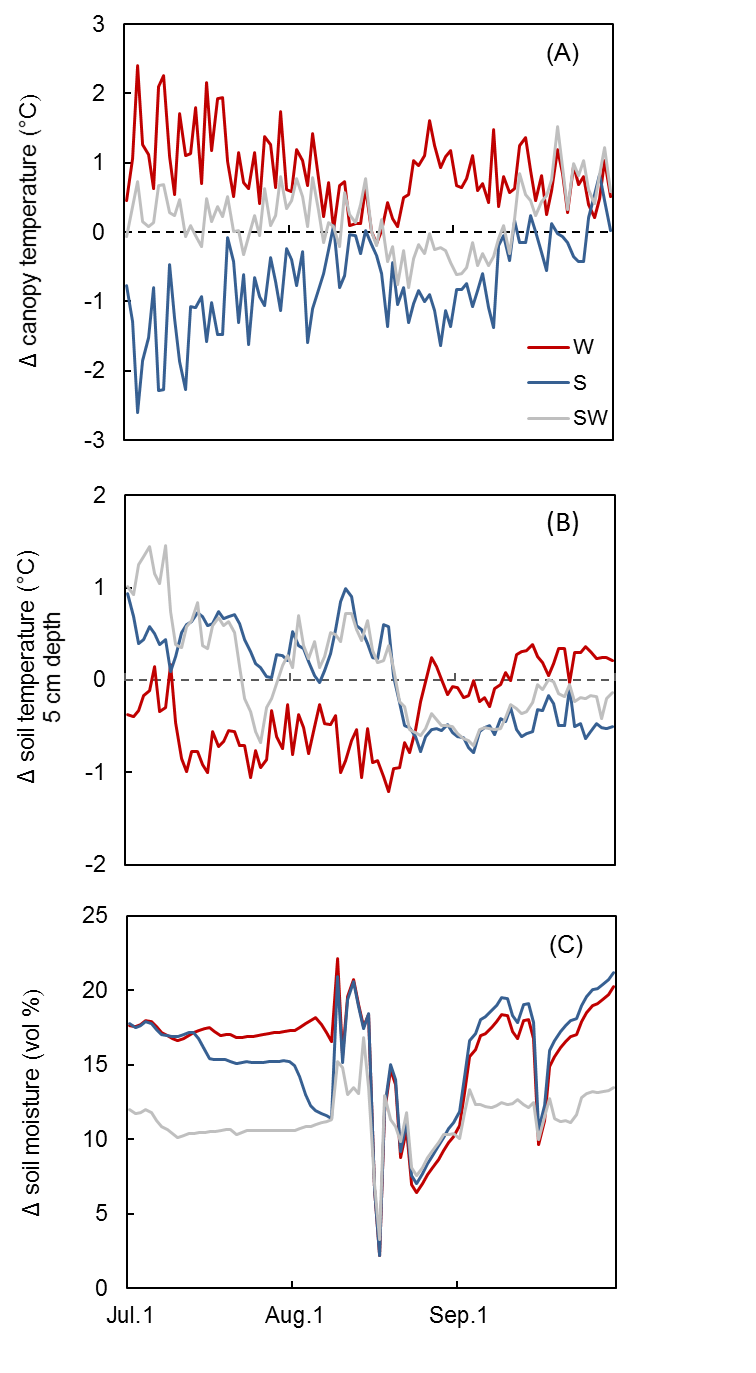 3
2
1
0
-1
-2
-3
Δ canopy temperature (°C)
(A)
W
S
SW
2
1
0
-1
-2
Δ soil temperature (°C)
5 cm depth
(B)
25
20
15
10
5
0
Δ soil moisture (vol %)
(C)
Jul.1 Aug.1 Sep.1